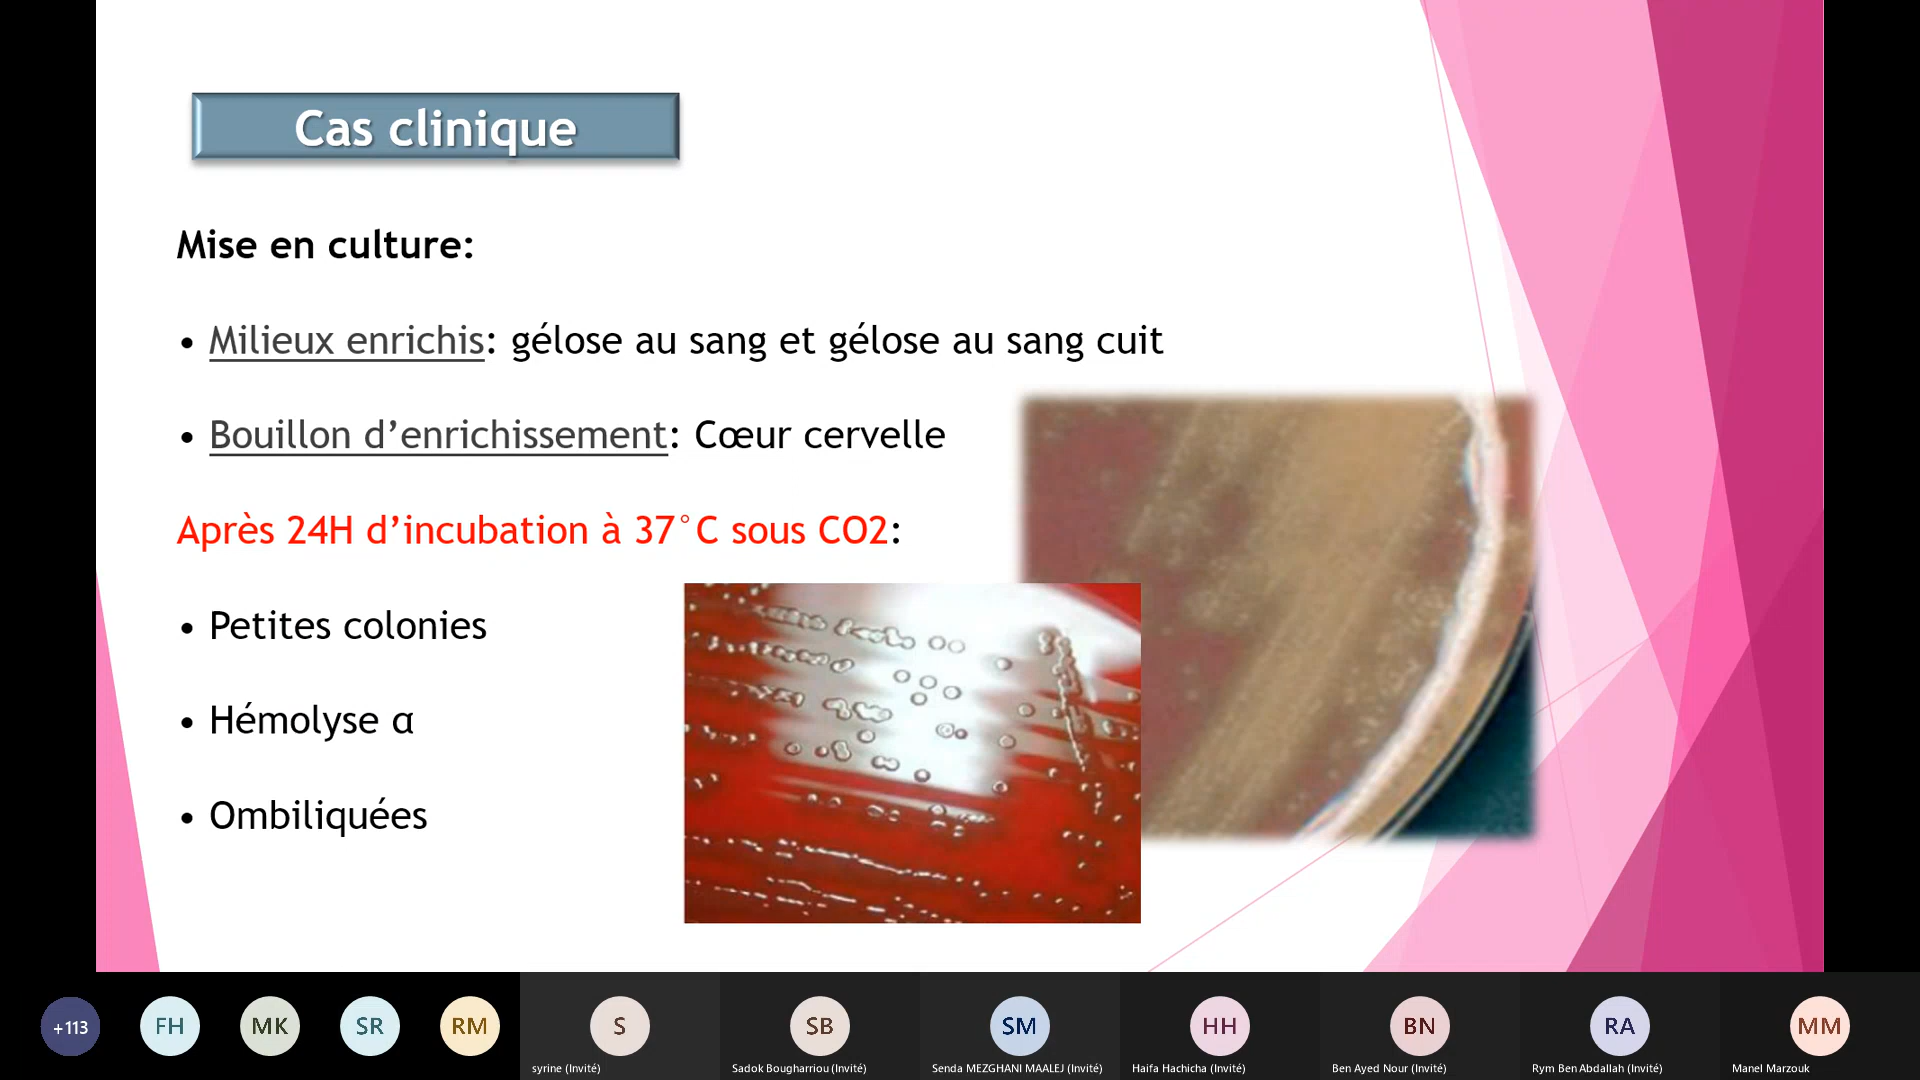 Cas clinique
Mise en culture:
• Milieux enrichis: gélose au sang et gélose au sang cuit
• Bouillon d’enrichissement: Cœur cervelle
Après 24H d’incubation à 37°C sous CO2:
• Petites colonies
• Hémolyse α
• Ombiliquées
+113 FH MK SR RM S SB SM HH BN RA MM
syrine (Invité) Sadok Bougharriou (Invité) Senda MEZGHANI MAALEJ (Invité) Haifa Hachicha (Invité) Ben Ayed Nour (Invité) Rym Ben Abdallah (Invité) Manel Marzouk